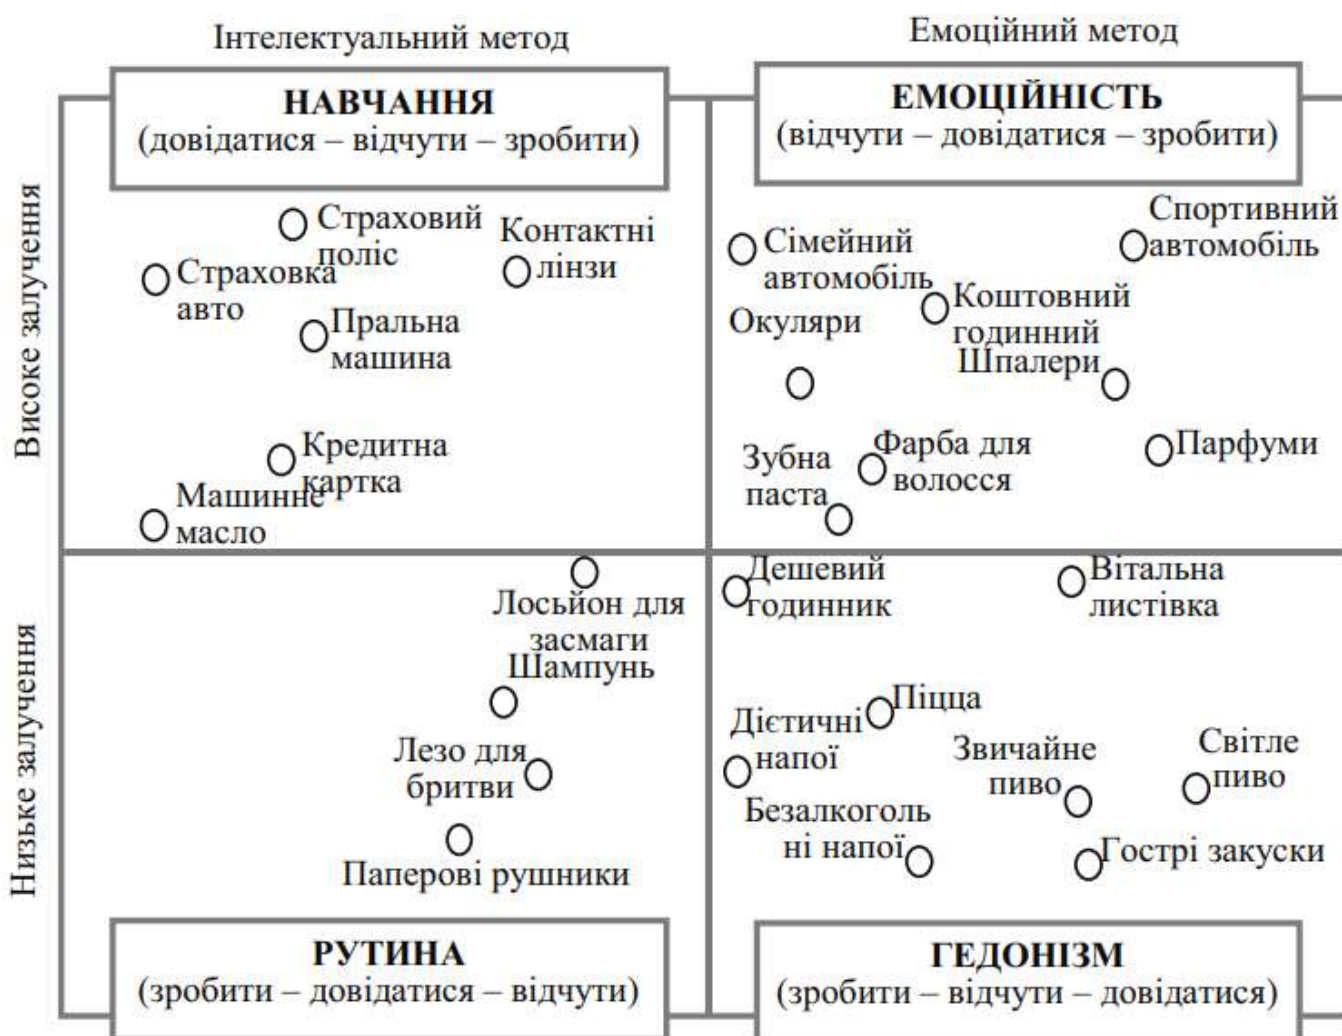 Інтелектуальний метод
Емоційний метод
НАВЧАННЯ
(довідатися – відчути – зробити)
ЕМОЦІЙНІСТЬ
(відчути – довідатися – зробити)
Високе залучення
Страховий
поліс
Контактні
лінзи
Страховка
авто
Пральна
машина
Кредитна
картка
Машинне
масло
Спортивний
автомобіль
Сімейний
автомобіль
Коштовний
годинний
Окуляри
Шпалери
Зубна
паста
Фарба для
волосся
Парфуми
Низьке залучення
Лосьйон для
засмаги
Шампунь
Лезо для
бритви
Паперові рушники
Дешевий
годинник
Вітальна
листівка
Піцца
Дієтичні
напої
Звичайне
пиво
Світле
пиво
Безалкоголь
ні напої
Гострі закуски
РУТИНА
(зробити – довідатися – відчути)
ГЕДОНІЗМ
(зробити – відчути – довідатися)